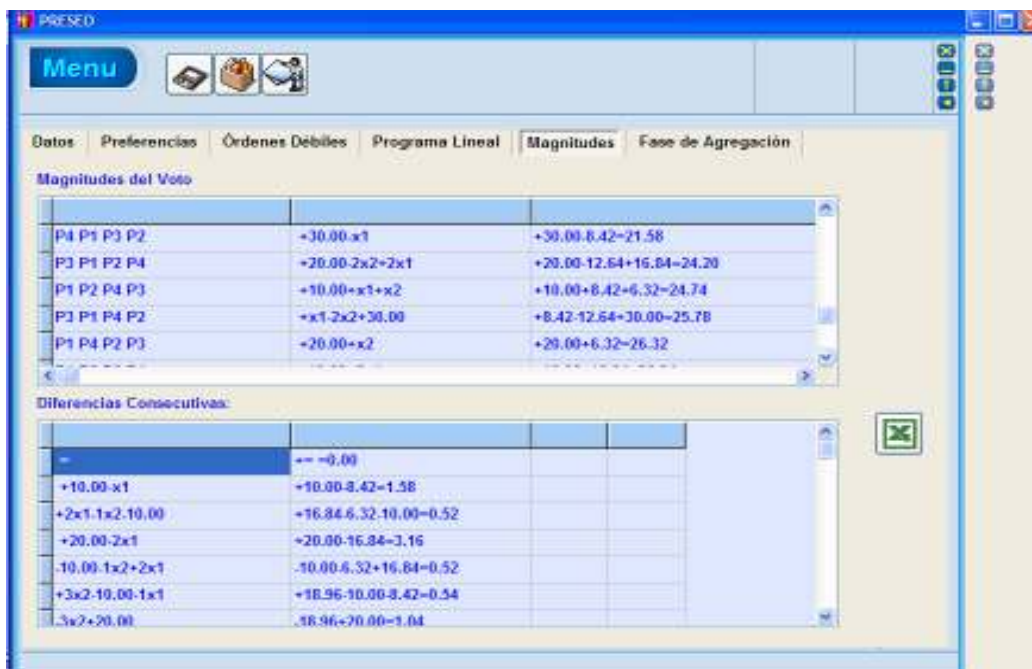 PRESEO
Menu
Datos Preferencias Órdenes Débiles Programa Lineal Magnitudes Fase de Agregación
Magnitudes del Voto
P4 P1 P3 P2 +30.00-x1 +30.00-8.42=21.58
P3 P1 P2 P4 +20.00-2x2+2x1 +20.00-12.64+16.84=24.20
P1 P2 P4 P3 +10.00+x1+x2 +10.00+8.42+6.32=24.74
P3 P1 P4 P2 +x1-2x2+30.00 +8.42-12.64+30.00=25.78
P1 P4 P2 P3 +20.00+x2 +20.00+6.32=26.32
Diferencias Consecutivas:
= += =0.00
+10.00-x1 +10.00-8.42=1.58
+2x1-1x2-10.00 +16.84-6.32-10.00=0.52
+20.00-2x1 +20.00-16.84=3.16
-10.00-1x2+2x1 -10.00-6.32+16.84=0.52
+3x2-10.00-1x1 +18.96-10.00-8.42=0.54
-3x2+20.00 -18.96+20.00=1.04